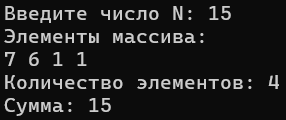 Введите число N: 15
Элементы массива:
7 6 1 1
Количество элементов: 4
Сумма: 15